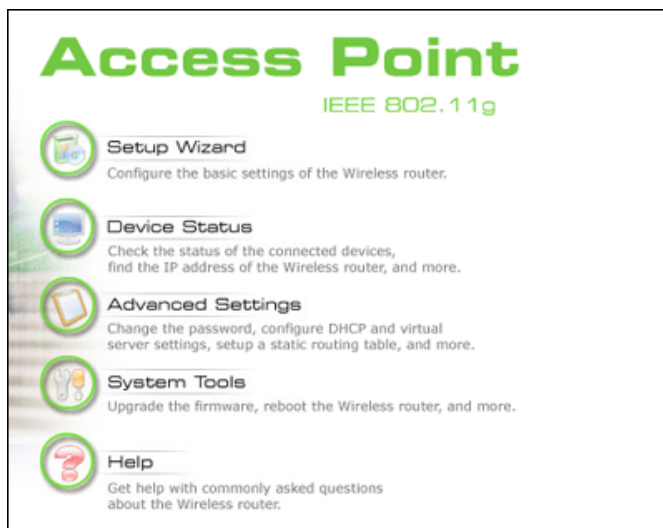 Access Point
IEEE 802.11g
Setup Wizard
Configure the basic settings of the Wireless router.
Device Status
Check the status of the connected devices,
find the IP address of the Wireless router, and more.
Advanced Settings
Change the password, configure DHCP and virtual
server settings, setup a static routing table, and more.
System Tools
Upgrade the firmware, reboot the Wireless router, and more.
Help
Get help with commonly asked questions
about the Wireless router.